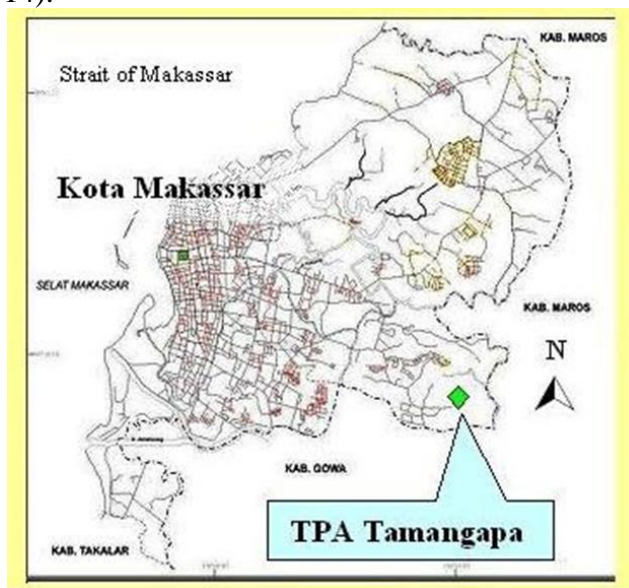 KAB. MAROS
Strait of Makassar
Kota Makassar
SELAT MAKASSAR
KAB. MAROS
N
KAB. GOWA
TPA Tamangapa
KAB. TAKALAR